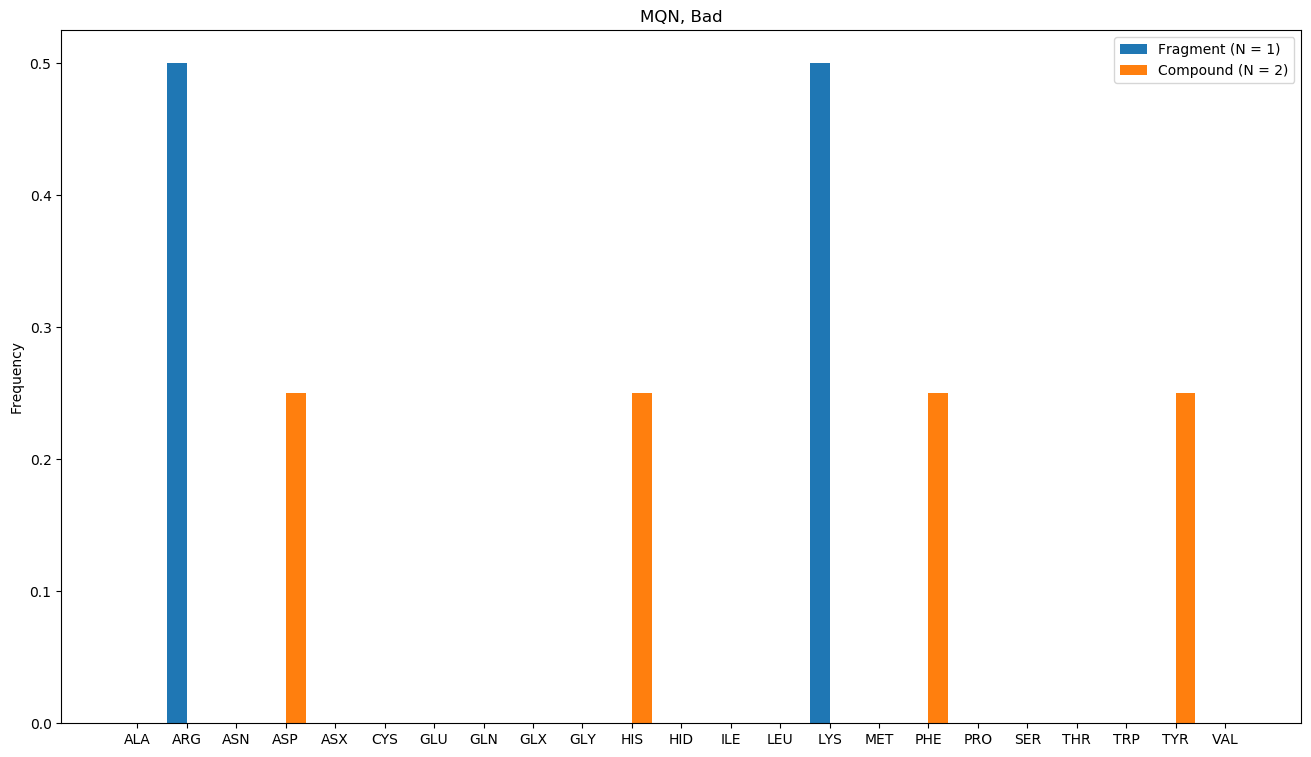 MQN, Bad
Fragment (N = 1)
Compound (N = 2)
Frequency
0.5
0.4
0.3
0.2
0.1
0.0
ALA ARG ASN ASP ASX CYS GLU GLN GLX GLY HIS HID ILE LEU LYS MET PHE PRO SER THR TRP TYR VAL